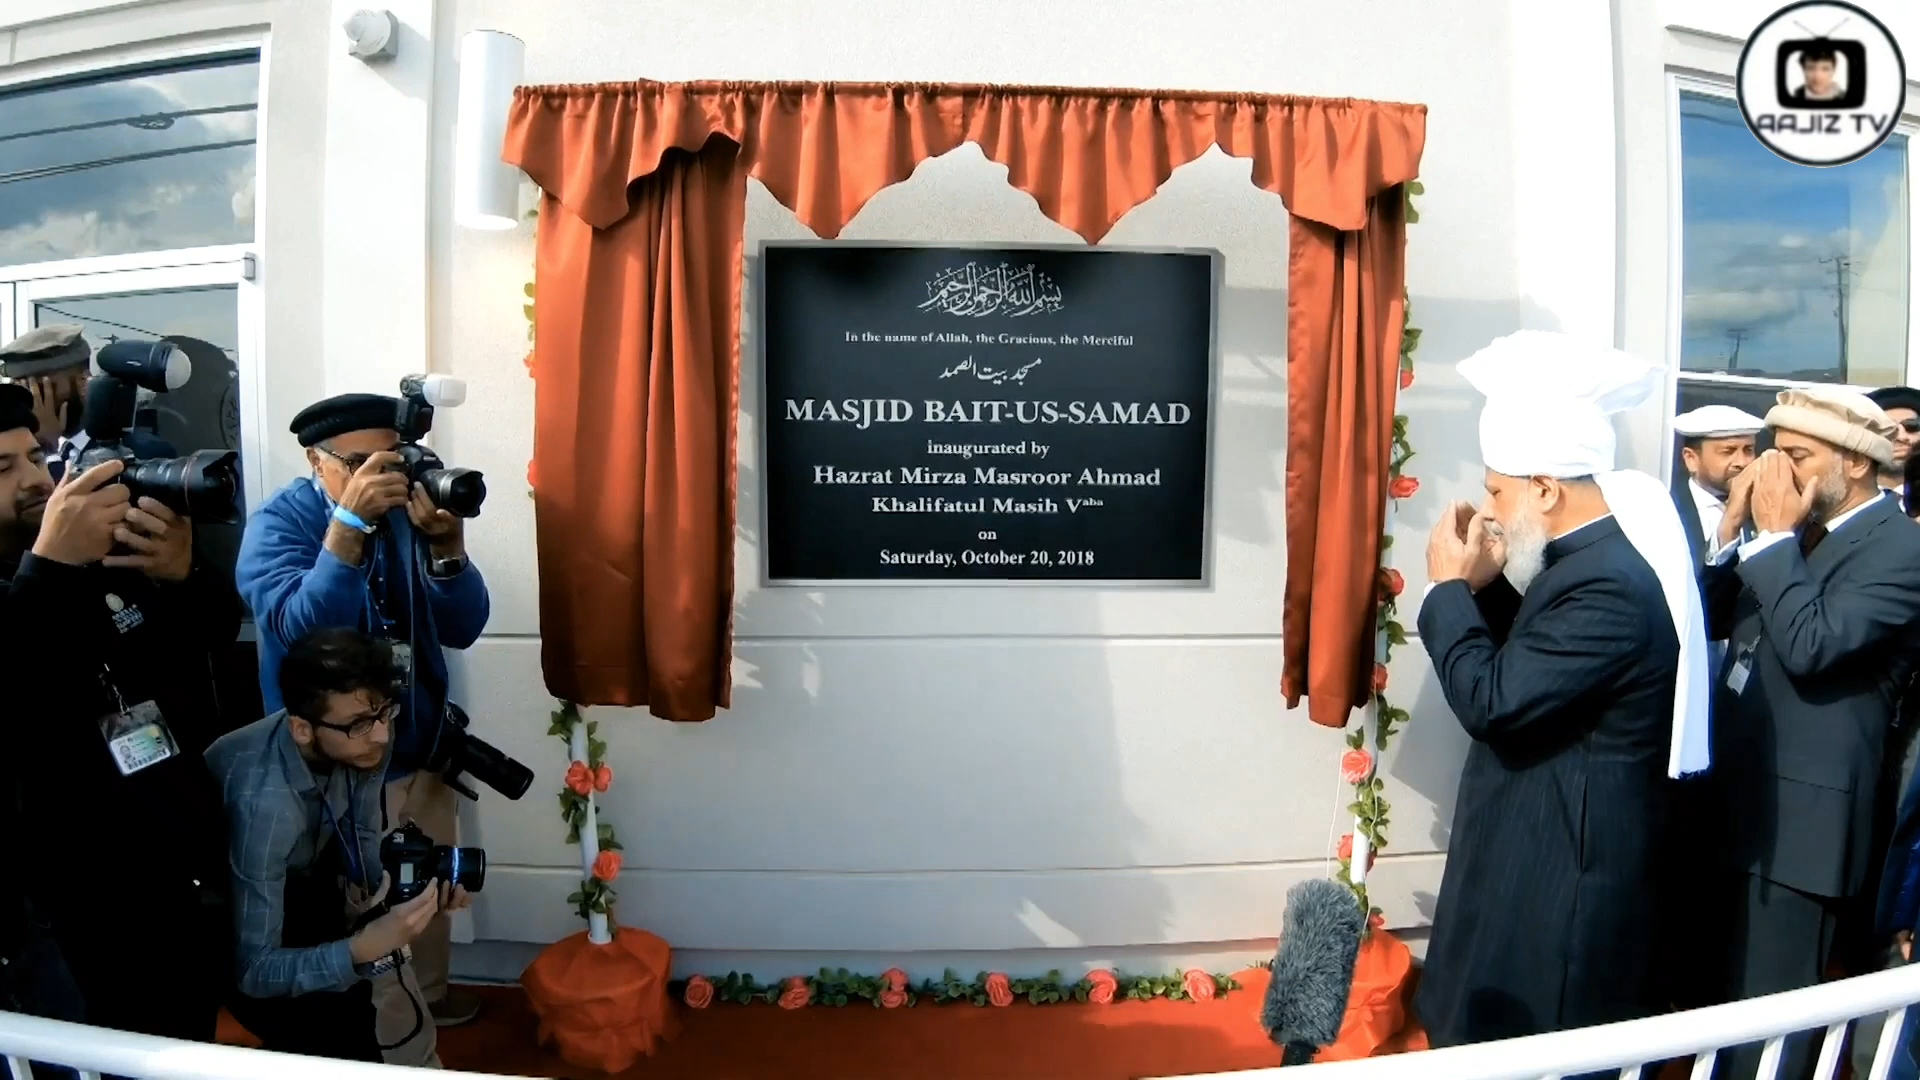 AAJIZ TV
بسم الله الرحمن الرحيم
In the name of Allah, the Gracious, the Merciful
مسجد بيت الصمد
MASJID BAIT-US-SAMAD
inaugurated by
Hazrat Mirza Masroor Ahmad
Khalifatul Masih Vᵃᵇᵃ
on
Saturday, October 20, 2018